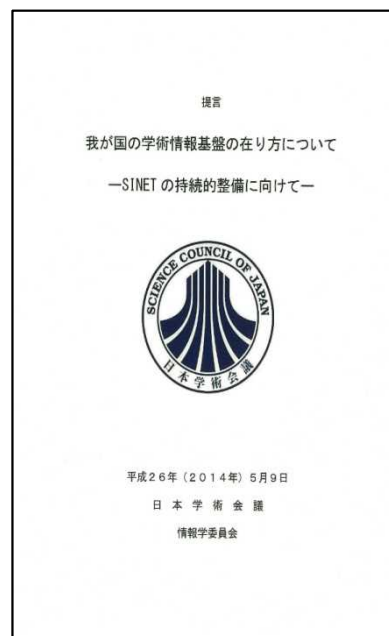 提言
我が国の学術情報基盤の在り方について
―SINETの持続的整備に向けて―
SCIENCE COUNCIL OF JAPAN
日本学術会議
平成26年(2014年)5月9日
日本学術会議
情報学委員会